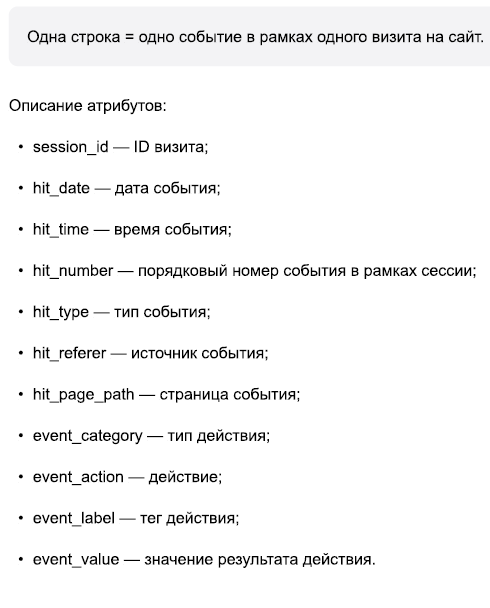 Одна строка = одно событие в рамках одного визита на сайт.
Описание атрибутов:
• session_id — ID визита;
• hit_date — дата события;
• hit_time — время события;
• hit_number — порядковый номер события в рамках сессии;
• hit_type — тип события;
• hit_referer — источник события;
• hit_page_path — страница события;
• event_category — тип действия;
• event_action — действие;
• event_label — тег действия;
• event_value — значение результата действия.